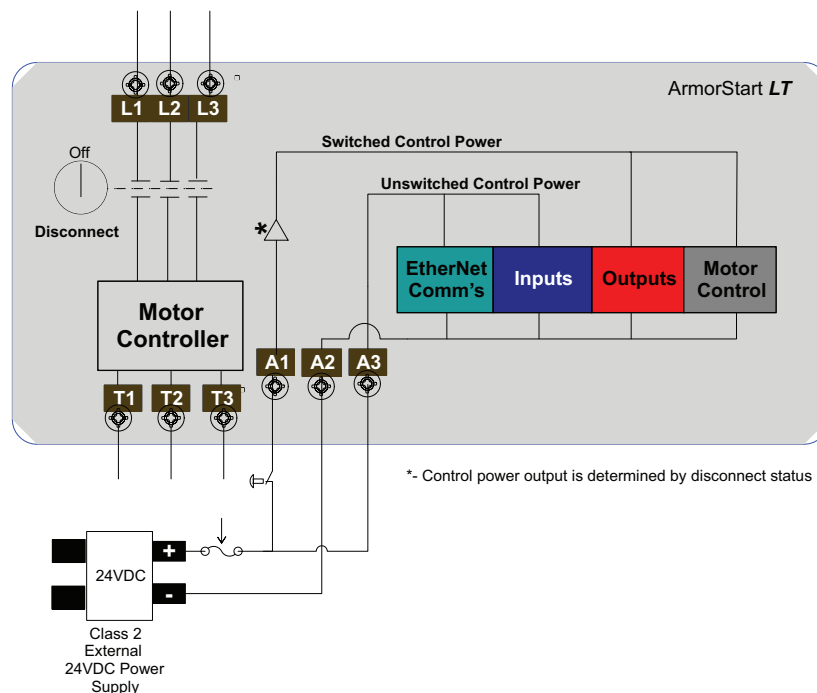 ArmorStart LT
L1 L2 L3
Off
Disconnect
Switched Control Power
Unswitched Control Power
*
EtherNet
Comm's
Inputs
Outputs
Motor
Control
Motor
Controller
A1 A2 A3
T1 T2 T3
*- Control power output is determined by disconnect status
+
24VDC
-
Class 2
External
24VDC Power
Supply